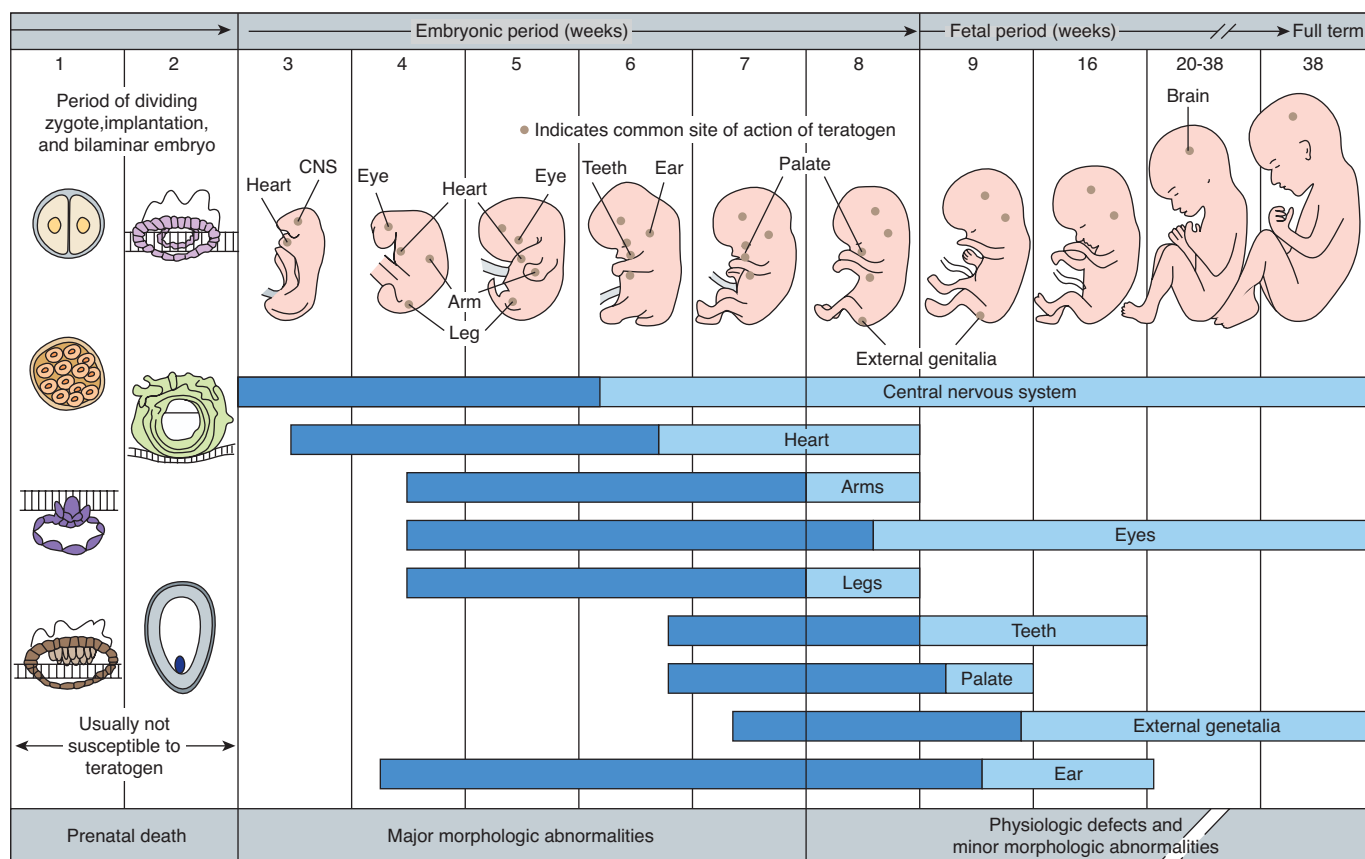 Embryonic period (weeks)
Fetal period (weeks)
Full term
1
2
3
4
5
6
7
8
9
16
20-38
38
Period of dividing
zygote,implantation,
and bilaminar embryo
Indicates common site of action of teratogen
Brain
CNS
Heart
Eye
Heart
Eye
Teeth
Ear
Palate
Arm
Leg
External genitalia
Central nervous system
Heart
Arms
Eyes
Legs
Teeth
Palate
External genetalia
Ear
Usually not
susceptible to
teratogen
Prenatal death
Major morphologic abnormalities
Physiologic defects and
minor morphologic abnormalities